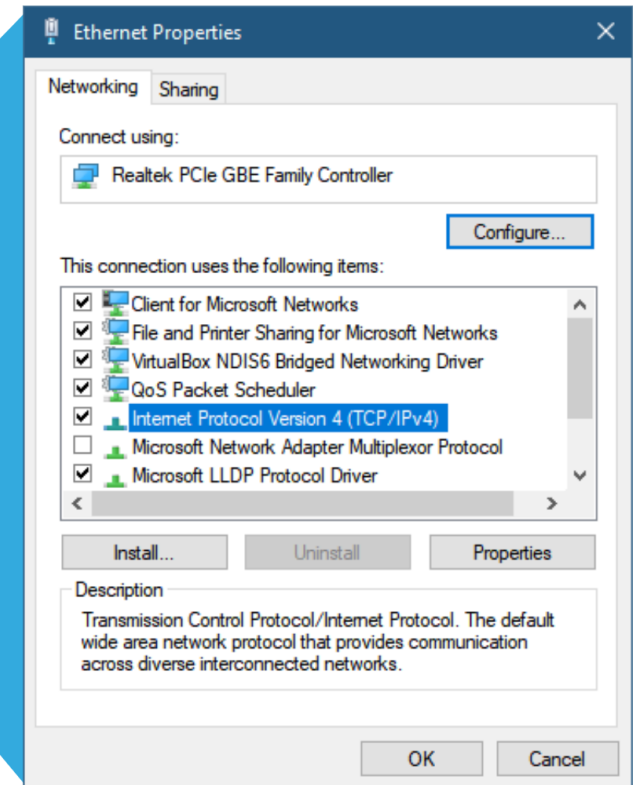 Ethernet Properties
Networking
Sharing
Connect using:
Realtek PCIe GBE Family Controller
Configure...
This connection uses the following items:
Client for Microsoft Networks
File and Printer Sharing for Microsoft Networks
VirtualBox NDIS6 Bridged Networking Driver
QoS Packet Scheduler
Internet Protocol Version 4 (TCP/IPv4)
Microsoft Network Adapter Multiplexor Protocol
Microsoft LLDP Protocol Driver
Install...
Uninstall
Properties
Description
Transmission Control Protocol/Internet Protocol. The default
wide area network protocol that provides communication
across diverse interconnected networks.
OK
Cancel